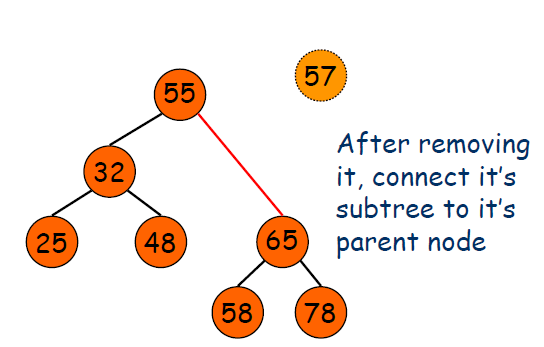 57
55
After removing
it, connect it's
subtree to it's
parent node
32
25
48
65
58
78